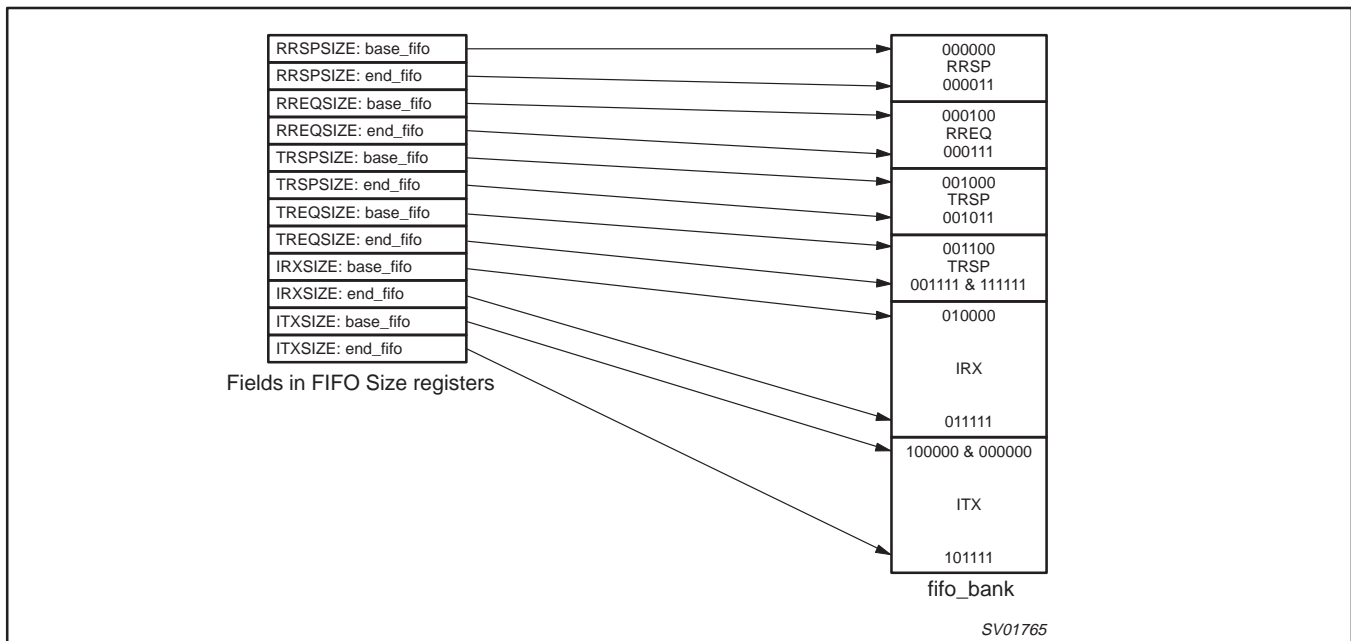 RRSPSIZE: base_fifo
RRSPSIZE: end_fifo
RREQSIZE: base_fifo
RREQSIZE: end_fifo
TRSPSIZE: base_fifo
TRSPSIZE: end_fifo
TREQSIZE: base_fifo
TREQSIZE: end_fifo
IRXSIZE: base_fifo
IRXSIZE: end_fifo
ITXSIZE: base_fifo
ITXSIZE: end_fifo
Fields in FIFO Size registers
000000
RRSP
000011
000100
RREQ
000111
001000
TRSP
001011
001100
TRSP
001111 & 111111
010000
IRX
011111
100000 & 000000
ITX
101111
fifo_bank
SV01765